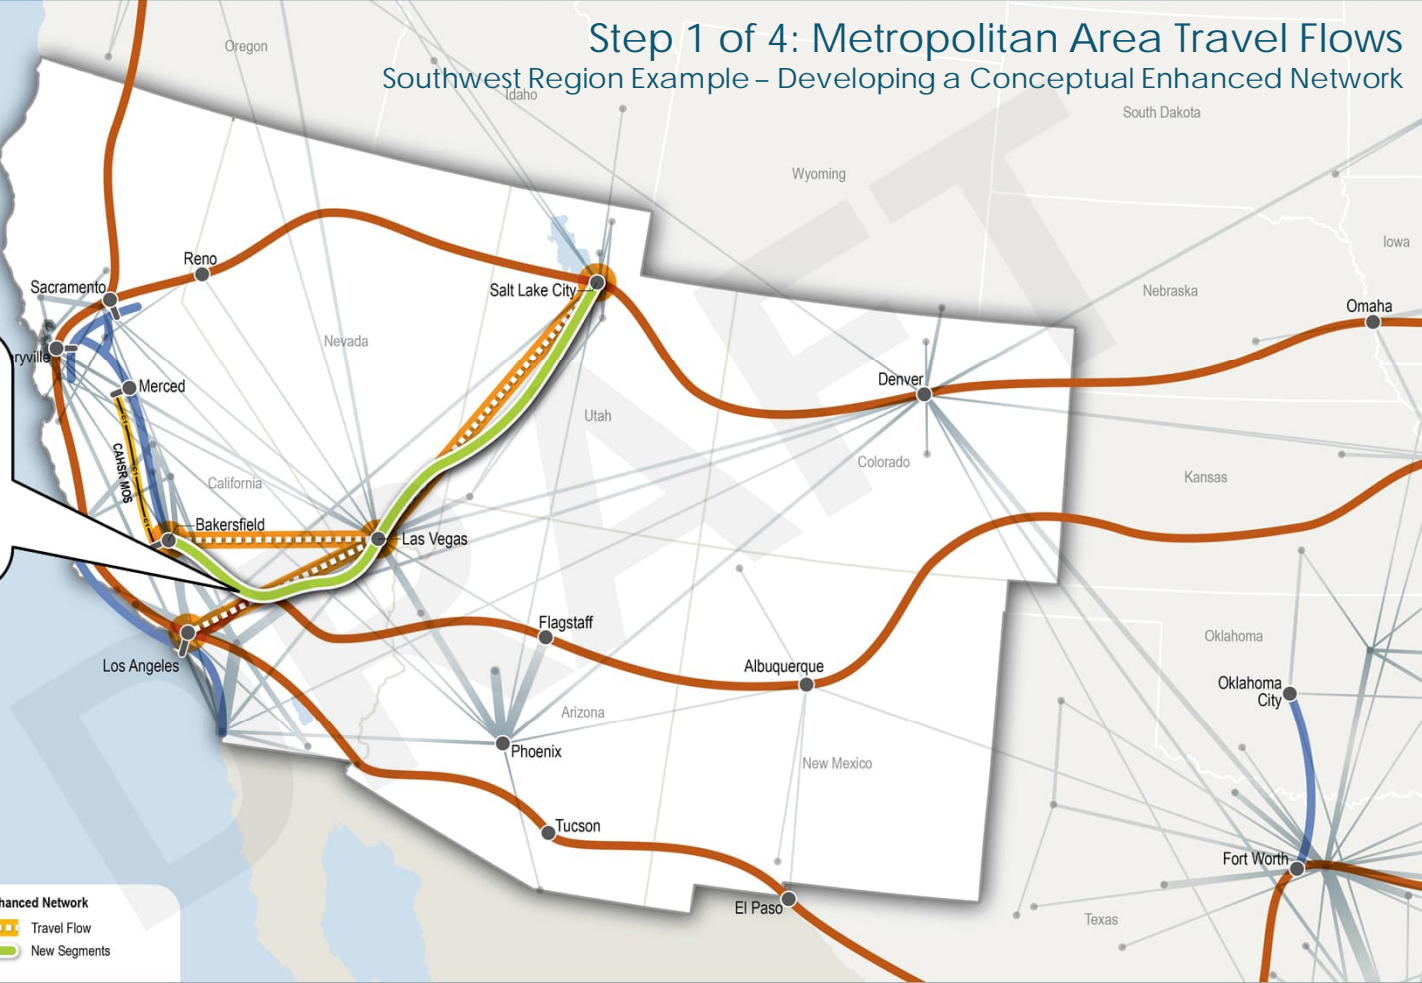 Step 1 of 4: Metropolitan Area Travel Flows
Southwest Region Example – Developing a Conceptual Enhanced Network
Oregon
Idaho
South Dakota
Wyoming
Iowa
Reno
Sacramento
Salt Lake City
Nebraska
Omaha
Nevada
ryville
Merced
Denver
Utah
CAHSR MOS
Colorado
Kansas
California
Bakersfield
Las Vegas
Flagstaff
Oklahoma
Los Angeles
Albuquerque
Oklahoma
City
Arizona
Phoenix
New Mexico
Tucson
Fort Worth
El Paso
Texas
hanced Network
Travel Flow
New Segments
DRAFT